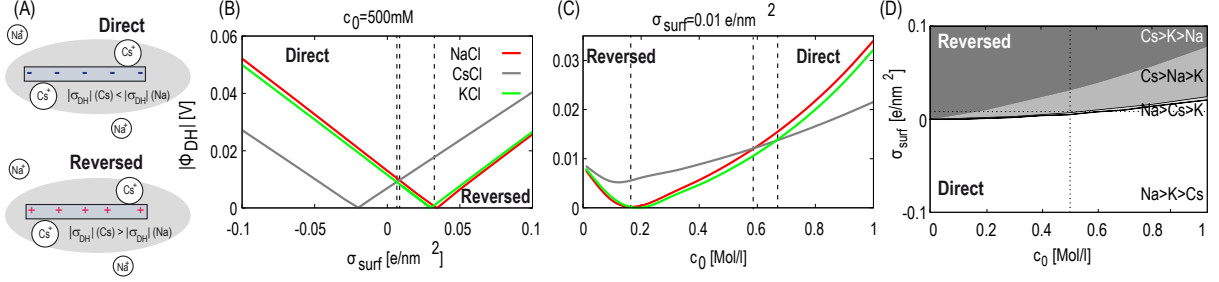 (A)
Direct
Na+
Cs+
- - - - -
Cs+
|σDH| (Cs) < |σDH| (Na)
Na+
Reversed
Na+
Cs+
+ + + + +
Cs+
|σDH| (Cs) > |σDH| (Na)
Na+
(B)
c0=500mM
|ΦDH| [V]
0.06
0.04
0.02
0
Direct
NaCl
CsCl
KCl
Reversed
-0.1
-0.05
0
0.05
0.1
σsurf [e/nm2]
(C)
σsurf=0.01 e/nm2
0.035
0.03
0.02
0.01
0
Reversed
Direct
0
0.2
0.4
0.6
0.8
1
c0 [Mol/l]
(D)
σsurf [e/nm2]
0.1
0
-0.1
Reversed
Cs>K>Na
Cs>Na>K
Na>Cs>K
Direct
Na>K>Cs
0
0.2
0.4
0.6
0.8
1
c0 [Mol/l]